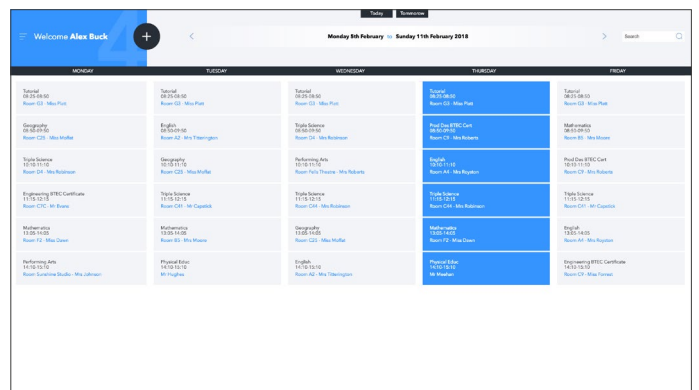 Today Tommorow
Welcome Alex Buck
4
Monday 5th February to Sunday 11th February 2018
Search
MONDAY TUESDAY WEDNESDAY THURSDAY FRIDAY
Tutorial
08:25-08:50
Room G3 - Miss Platt
Geography
08:50-09:50
Room C23 - Miss Moffat
Triple Science
10:10-11:10
Room D4 - Mrs Robinson
Engineering BTEC Certificate
11:15-12:15
Room C7C - Mr Evans
Mathematics
13:05-14:05
Room F2 - Miss Dawn
Performing Arts
14:10-15:10
Room Sunshine Studio - Mrs Johnson
Tutorial
08:25-08:50
Room G3 - Miss Platt
English
08:50-09:50
Room A2 - Mrs Titterington
Geography
10:10-11:10
Room C23 - Miss Moffat
Triple Science
11:15-12:15
Room C41 - Mr Capstick
Mathematics
13:05-14:05
Room B5 - Mrs Moore
Physical Educ
14:10-15:10
Mr Hughes
Tutorial
08:25-08:50
Room G3 - Miss Platt
Triple Science
08:50-09:50
Room D4 - Mrs Robinson
Performing Arts
10:10-11:10
Room Felix Theatre - Mrs Roberts
Triple Science
11:15-12:15
Room C44 - Mrs Robinson
Geography
13:05-14:05
Room C23 - Miss Moffat
English
14:10-15:10
Room A2 - Mrs Titterington
Tutorial
08:25-08:50
Room G3 - Miss Platt
Prod Des BTEC Cert
08:50-09:50
Room C9 - Mrs Roberts
English
10:10-11:10
Room A4 - Mrs Royston
Triple Science
11:15-12:15
Room C44 - Mrs Robinson
Mathematics
13:05-14:05
Room F2 - Miss Dawn
Physical Educ
14:10-15:10
Mr Meehan
Tutorial
08:25-08:50
Room G3 - Miss Platt
Mathematics
08:50-09:50
Room B5 - Mrs Moore
Prod Des BTEC Cert
10:10-11:10
Room C9 - Mrs Roberts
Triple Science
11:15-12:15
Room C41 - Mr Capstick
English
13:05-14:05
Room A4 - Mrs Royston
Engineering BTEC Certificate
14:10-15:10
Room C9 - Miss Forrest